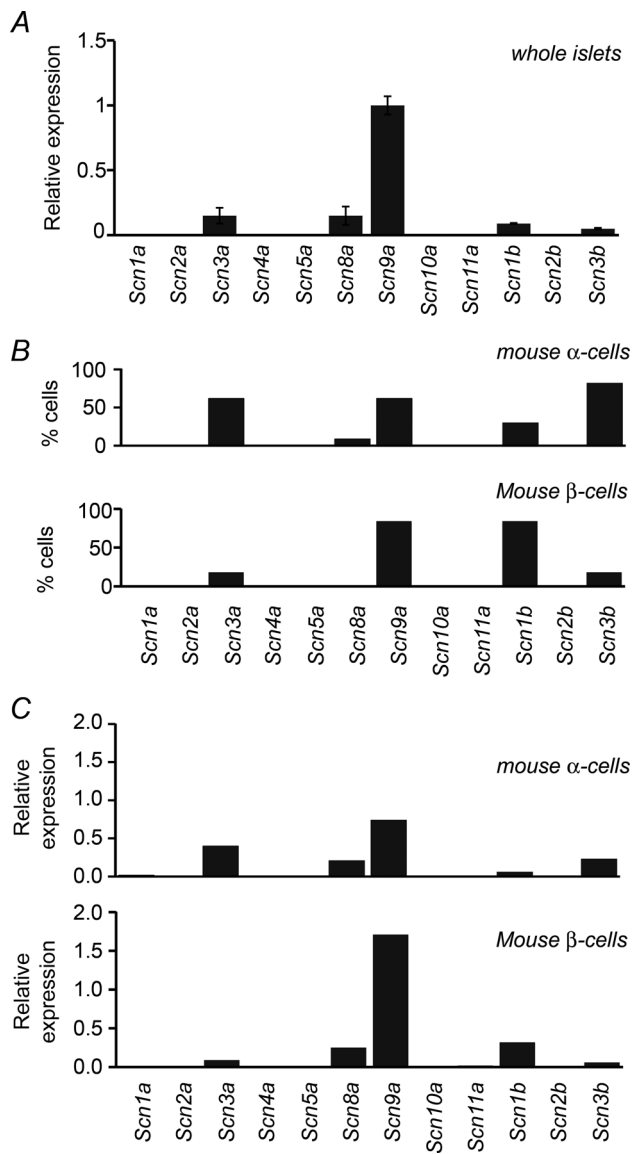 A
whole islets
Relative expression
1.5
1
0.5
0
Scn1a Scn2a Scn3a Scn4a Scn5a Scn8a Scn9a Scn10a Scn11a Scn1b Scn2b Scn3b
B
mouse α-cells
% cells
100
50
0
Mouse β-cells
% cells
100
50
0
Scn1a Scn2a Scn3a Scn4a Scn5a Scn8a Scn9a Scn10a Scn11a Scn1b Scn2b Scn3b
C
mouse α-cells
Relative
expression
2.0
1.5
1.0
0.5
0.0
Mouse β-cells
Relative
expression
2.0
1.5
1.0
0.5
0.0
Scn1a Scn2a Scn3a Scn4a Scn5a Scn8a Scn9a Scn10a Scn11a Scn1b Scn2b Scn3b